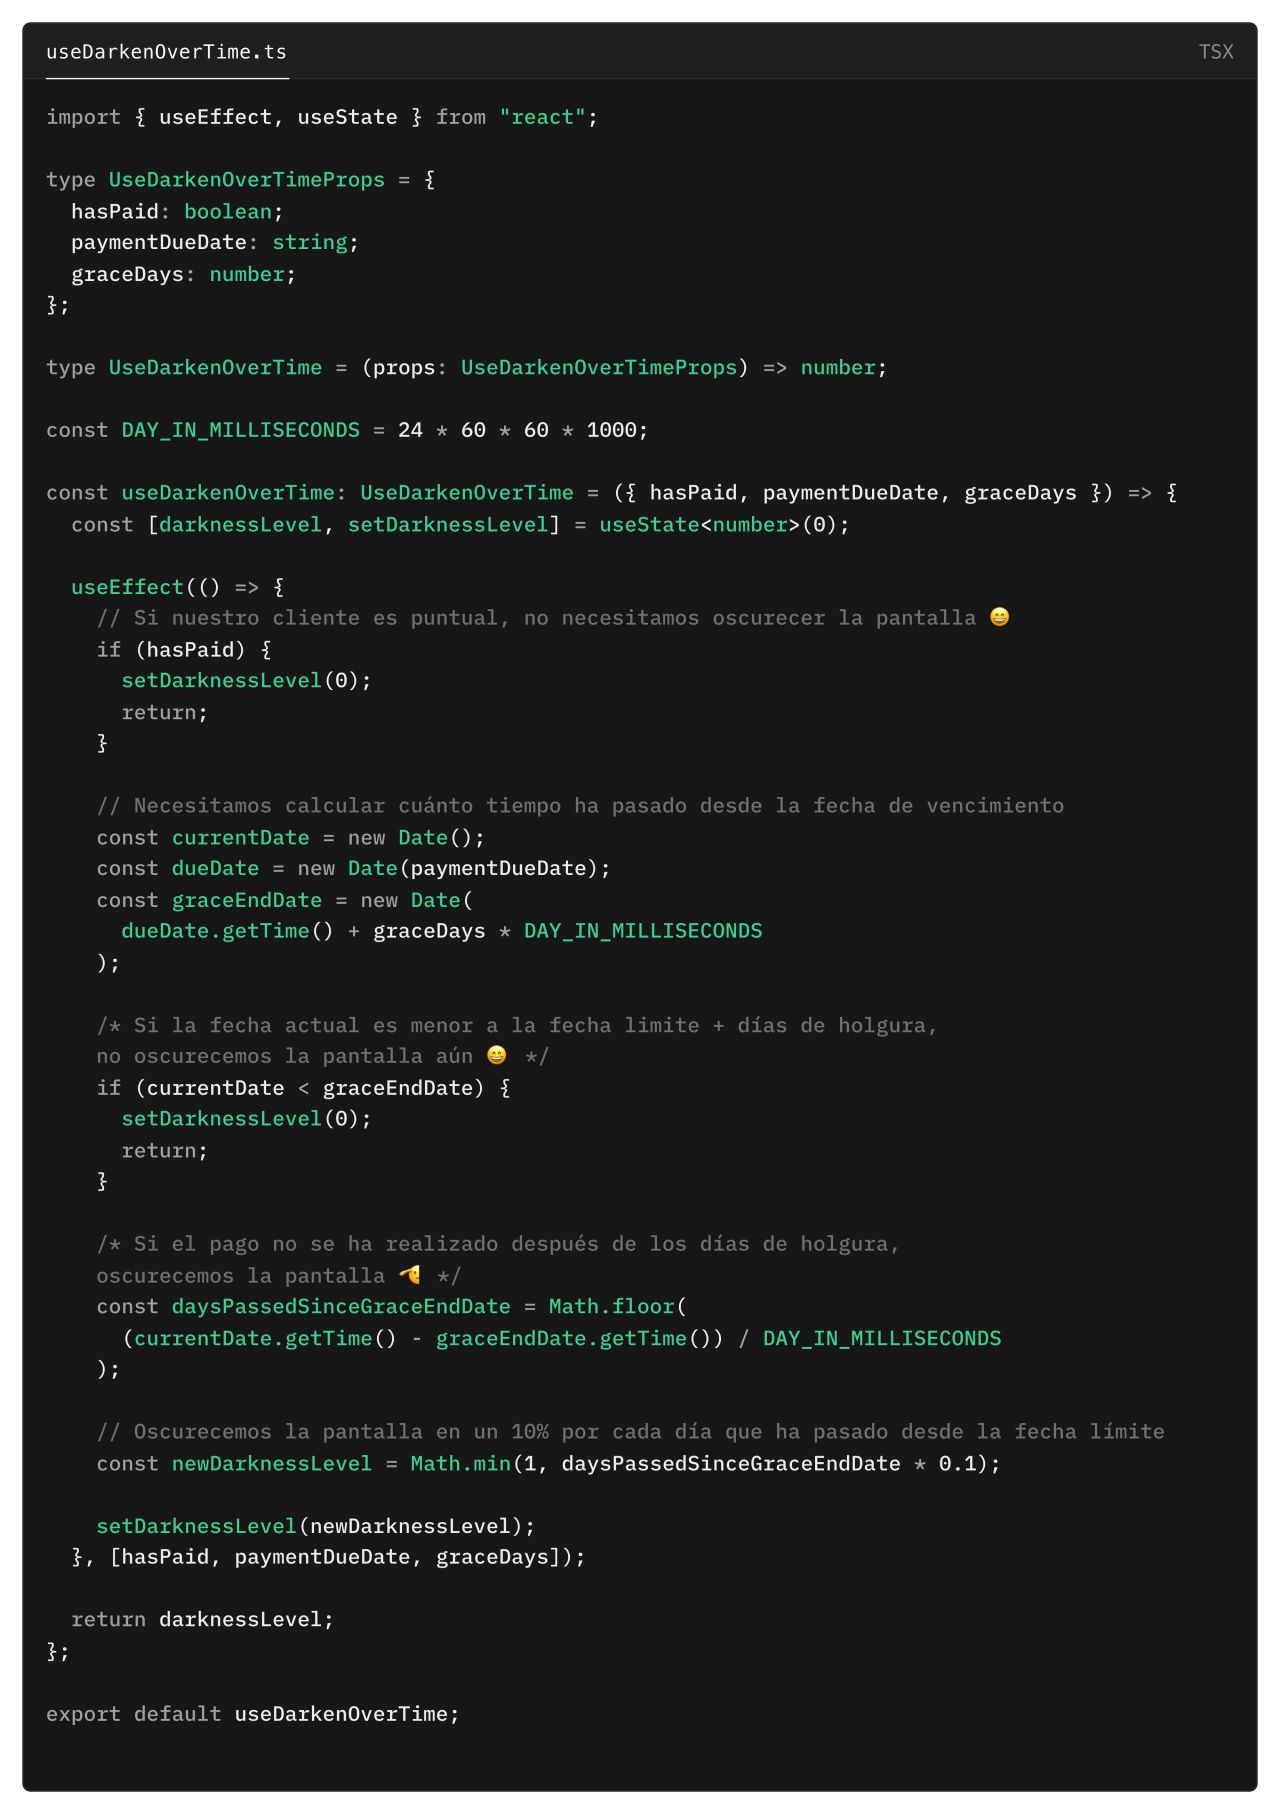 useDarkenOverTime.ts
TSX
import { useEffect, useState } from "react";
type UseDarkenOverTimeProps = {
  hasPaid: boolean;
  paymentDueDate: string;
  graceDays: number;
};
type UseDarkenOverTime = (props: UseDarkenOverTimeProps) => number;
const DAY_IN_MILLISECONDS = 24 * 60 * 60 * 1000;
const useDarkenOverTime: UseDarkenOverTime = ({ hasPaid, paymentDueDate, graceDays }) => {
  const [darknessLevel, setDarknessLevel] = useState<number>(0);
  useEffect(() => {
    // Si nuestro cliente es puntual, no necesitamos oscurecer la pantalla 😄
    if (hasPaid) {
      setDarknessLevel(0);
      return;
    }
    // Necesitamos calcular cuánto tiempo ha pasado desde la fecha de vencimiento
    const currentDate = new Date();
    const dueDate = new Date(paymentDueDate);
    const graceEndDate = new Date(
      dueDate.getTime() + graceDays * DAY_IN_MILLISECONDS
    );
    /* Si la fecha actual es menor a la fecha limite + días de holgura,
    no oscurecemos la pantalla aún 😄 */
    if (currentDate < graceEndDate) {
      setDarknessLevel(0);
      return;
    }
    /* Si el pago no se ha realizado después de los días de holgura,
    oscurecemos la pantalla 🫡 */
    const daysPassedSinceGraceEndDate = Math.floor(
      (currentDate.getTime() - graceEndDate.getTime()) / DAY_IN_MILLISECONDS
    );
    // Oscurecemos la pantalla en un 10% por cada día que ha pasado desde la fecha límite
    const newDarknessLevel = Math.min(1, daysPassedSinceGraceEndDate * 0.1);
    setDarknessLevel(newDarknessLevel);
  }, [hasPaid, paymentDueDate, graceDays]);
  return darknessLevel;
};
export default useDarkenOverTime;